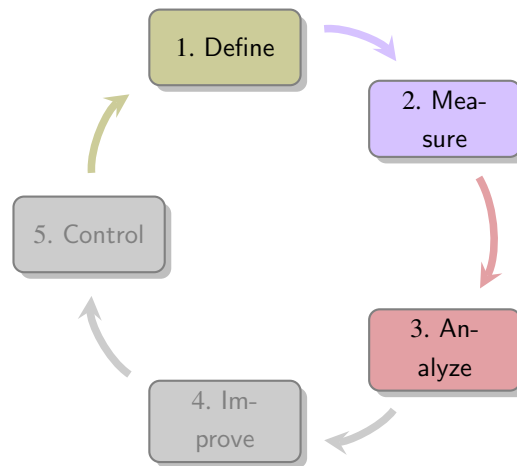 1. Define
2. Mea-
sure
3. An-
alyze
4. Im-
prove
5. Control